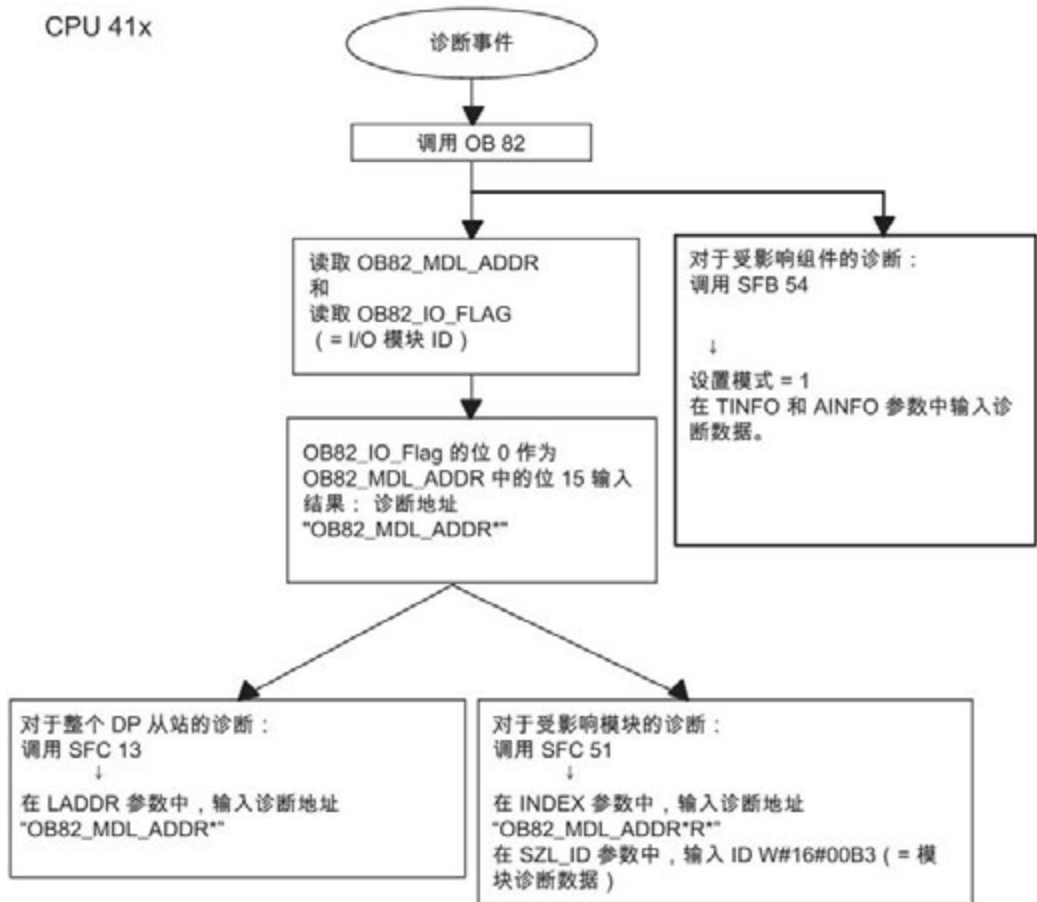 CPU 41x
诊断事件
调用 OB 82
读取 OB82_MDL_ADDR
和
读取 OB82_IO_FLAG
( = I/O 模块 ID )
对于受影响组件的诊断：
调用 SFB 54
↓
设置模式 = 1
在 TINFO 和 AINFO 参数中输入诊
断数据。
OB82_IO_Flag 的位 0 作为
OB82_MDL_ADDR 中的位 15 输入
结果： 诊断地址
"OB82_MDL_ADDR*"
对于整个 DP 从站的诊断：
调用 SFC 13
↓
在 LADDR 参数中，输入诊断地址
“OB82_MDL_ADDR*”
对于受影响模块的诊断：
调用 SFC 51
↓
在 INDEX 参数中，输入诊断地址
“OB82_MDL_ADDR*R*”
在 SZL_ID 参数中，输入 ID W#16#00B3 ( = 模
块诊断数据 )